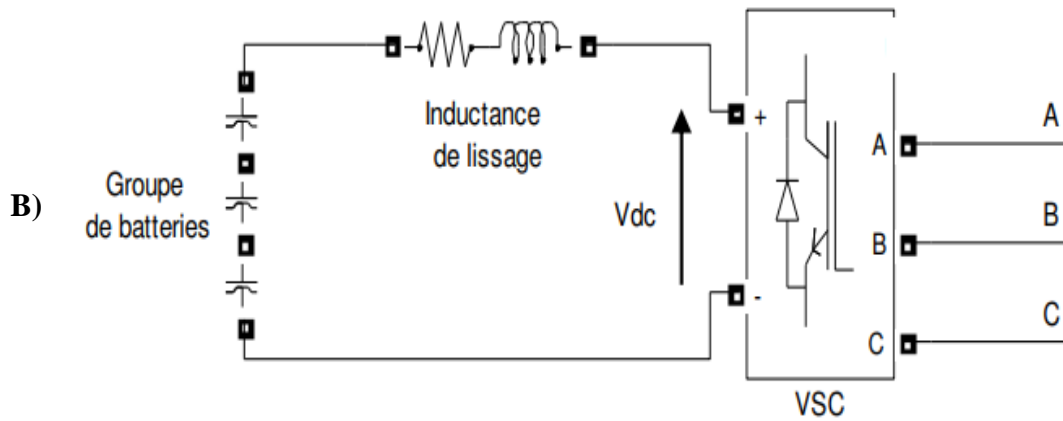 B)
Groupe
de batteries
Inductance
de lissage
Vdc
+
-
A
B
C
VSC
A
B
C